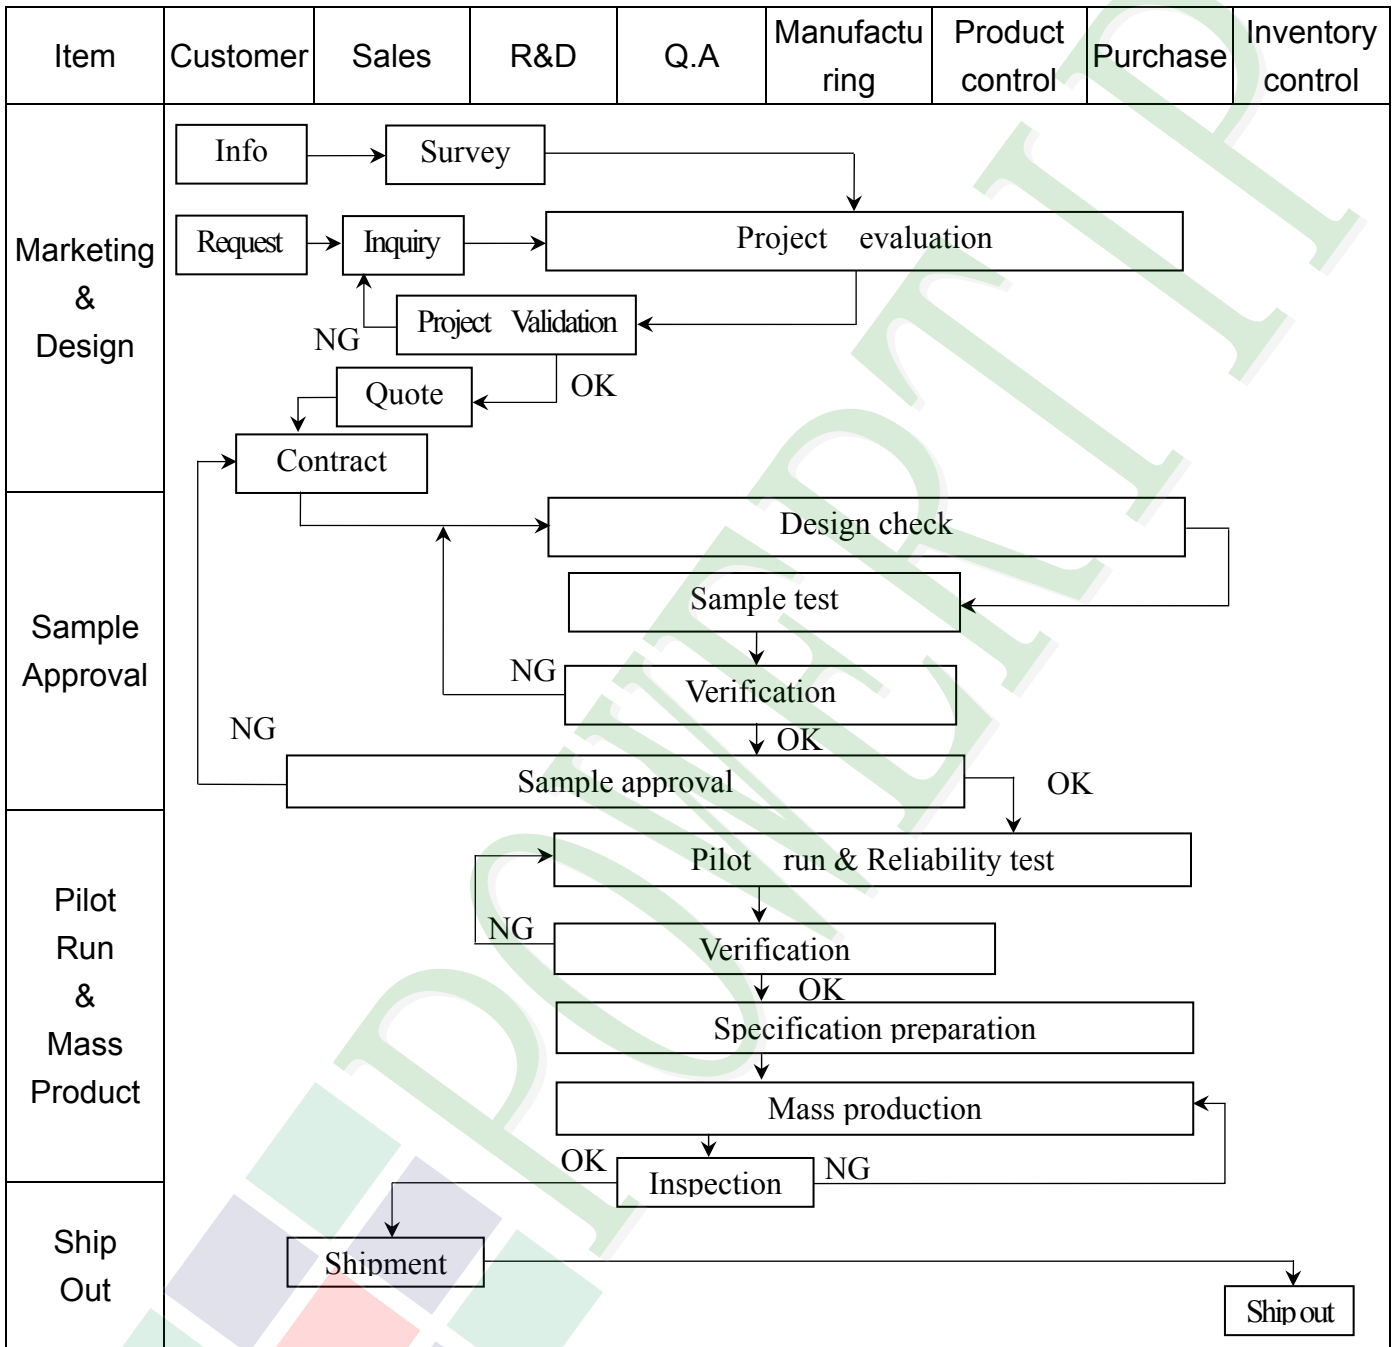 Item
Customer
Sales
R&D
Q.A
Manufactu
ring
Product
control
Purchase
Inventory
control
Marketing
&
Design
Info
Survey
Request
Inquiry
Project evaluation
NG
Project Validation
Quote
OK
Contract
Sample
Approval
Design check
Sample test
NG
Verification
NG
OK
Sample approval
OK
Pilot
Run
&
Mass
Product
Pilot run & Reliability test
NG
Verification
OK
Specification preparation
Mass production
OK
Inspection
NG
Ship
Out
Shipment
Ship out
POWERTIP